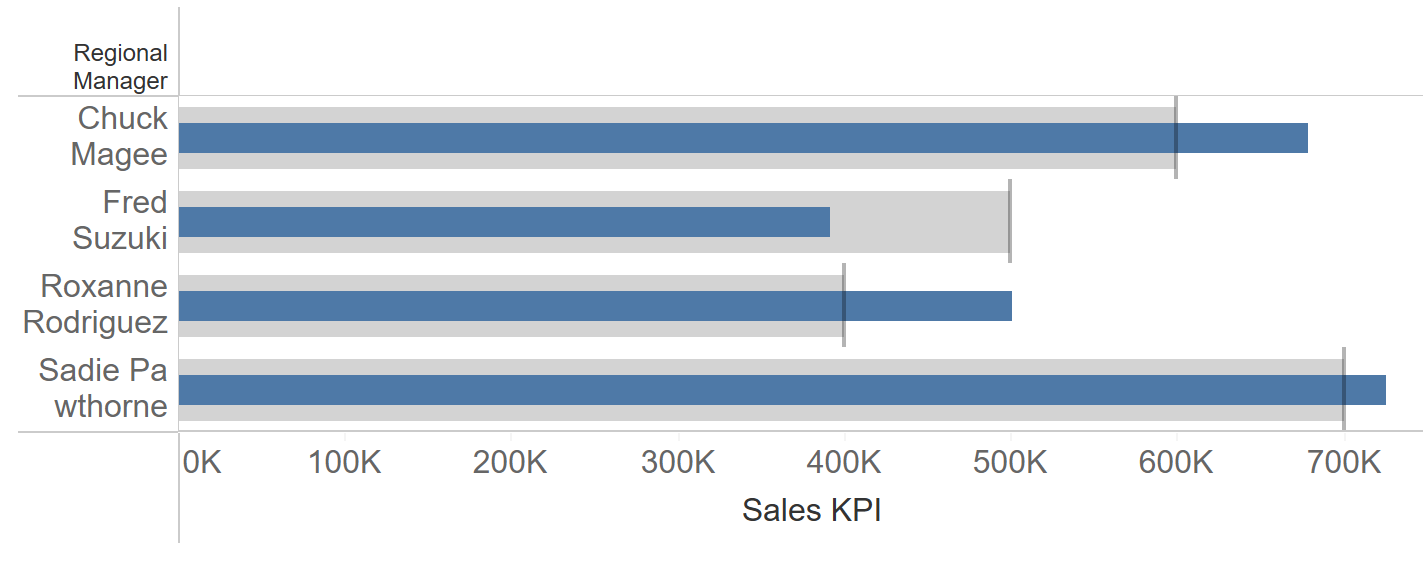 Regional
Manager
Chuck
Magee
Fred
Suzuki
Roxanne
Rodriguez
Sadie Pa
wthorne
0K 100K 200K 300K 400K 500K 600K 700K
Sales KPI